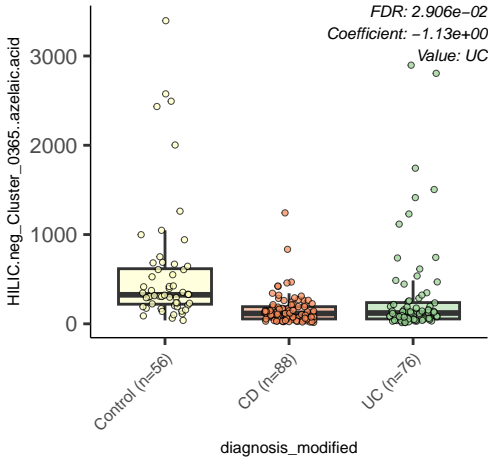 FDR: 2.906e−02
Coefficient: −1.13e+00
Value: UC
HILIC.neg_Cluster_0365..azelaic.acid
3000
2000
1000
0
Control (n=56)
CD (n=88)
UC (n=76)
diagnosis_modified